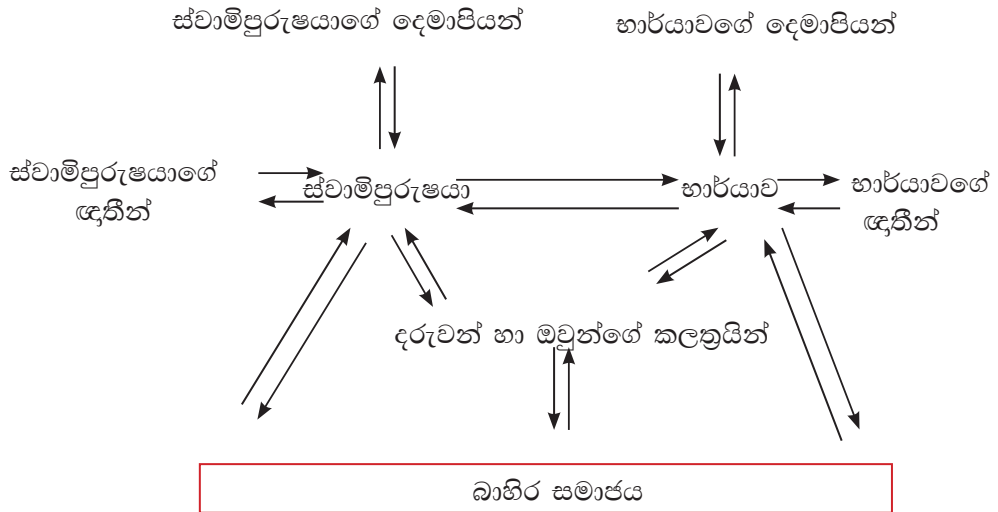 ස්වාමිපුරුෂයාගේ දෙමාපියන්
භාර්යාවගේ දෙමාපියන්
ස්වාමිපුරුෂයාගේ
ඥාතීන්
ස්වාමිපුරුෂයා
භාර්යාව
භාර්යාවගේ
ඥාතීන්
දරුවන් හා ඔවුන්ගේ කලත්‍රයින්
බාහිර සමාජය